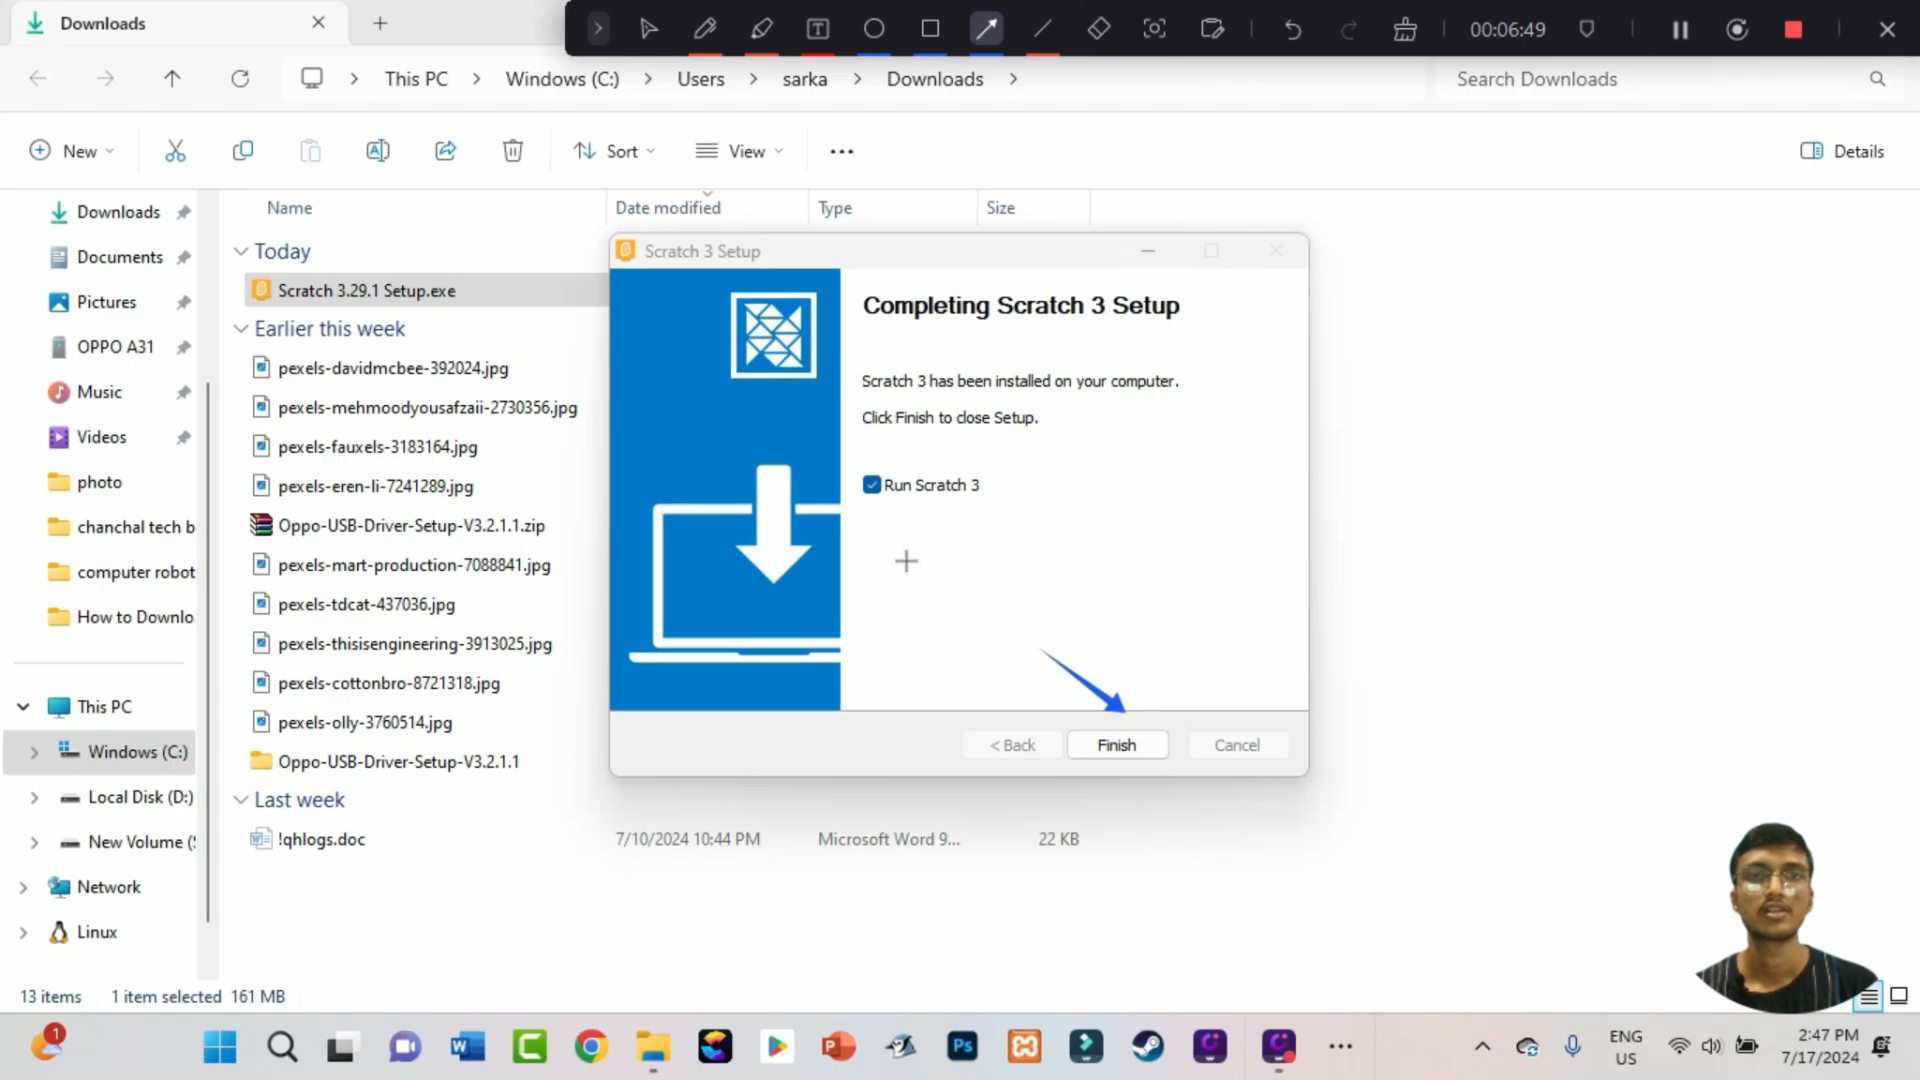 Downloads
00:06:49
This PC
Windows (C:)
Users
sarka
Downloads
Search Downloads
New
Sort
View
Details
Name
Date modified
Type
Size
Downloads
Documents
Pictures
OPPO A31
Music
Videos
photo
chanchal tech b
computer robot
How to Downlo
This PC
Windows (C:)
Local Disk (D:)
New Volume (
Network
Linux
Today
Scratch 3.29.1 Setup.exe
Earlier this week
pexels-davidmcbee-392024.jpg
pexels-mehmoodyousafzaii-2730356.jpg
pexels-fauxels-3183164.jpg
pexels-eren-li-7241289.jpg
Oppo-USB-Driver-Setup-V3.2.1.1.zip
pexels-mart-production-7088841.jpg
pexels-tdcat-437036.jpg
pexels-thisisengineering-3913025.jpg
pexels-cottonbro-8721318.jpg
pexels-olly-3760514.jpg
Oppo-USB-Driver-Setup-V3.2.1.1
Last week
!qhlogs.doc
7/10/2024 10:44 PM
Microsoft Word 9...
22 KB
Scratch 3 Setup
Completing Scratch 3 Setup
Scratch 3 has been installed on your computer.
Click Finish to close Setup.
Run Scratch 3
< Back
Finish
Cancel
13 items
1 item selected 161 MB
1
W
C
P
Ps
ENG
US
2:47 PM
7/17/2024